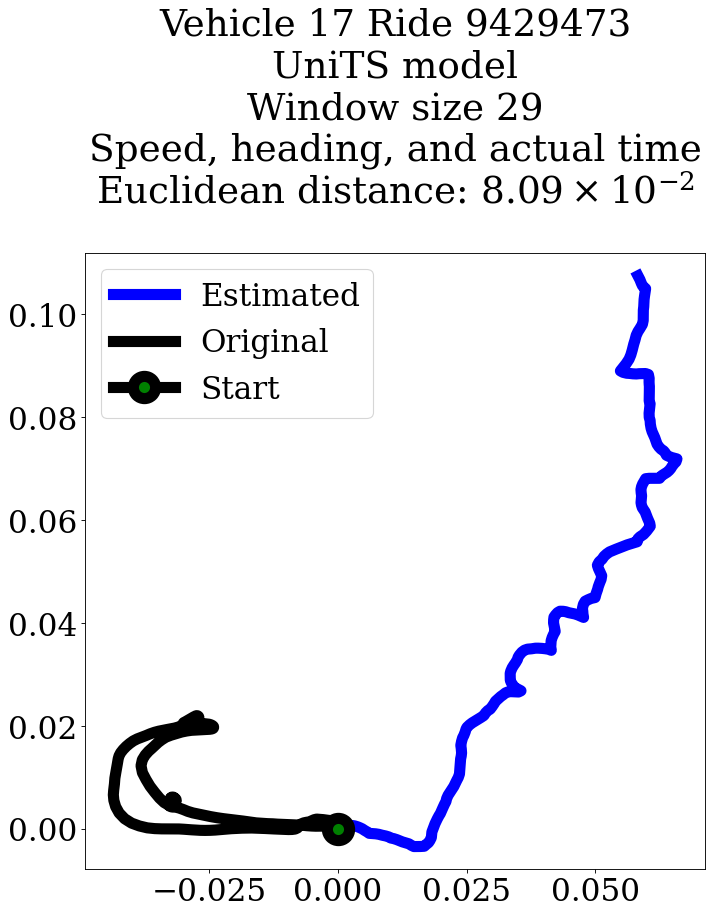 Vehicle 17 Ride 9429473
UniTS model
Window size 29
Speed, heading, and actual time
Euclidean distance: 8.09 × 10⁻²
Estimated
Original
Start
0.10
0.08
0.06
0.04
0.02
0.00
−0.025 0.000 0.025 0.050